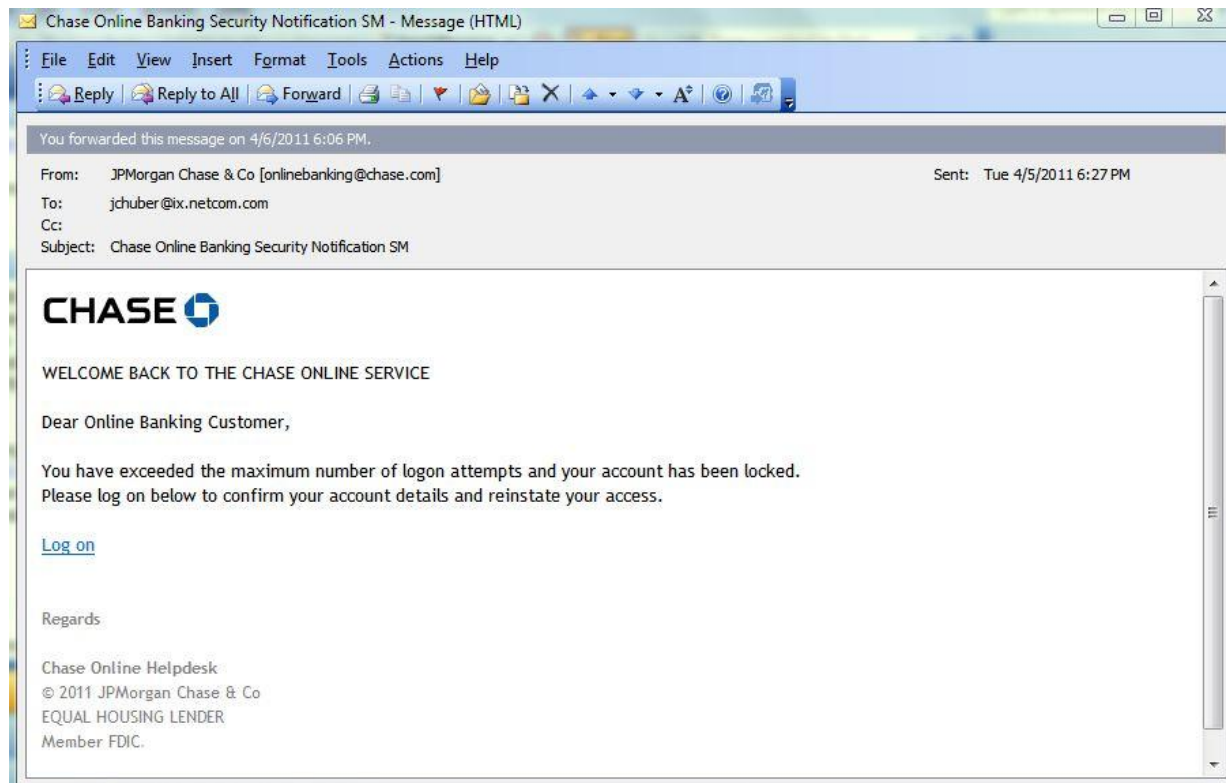 Chase Online Banking Security Notification SM - Message (HTML)
File Edit View Insert Format Tools Actions Help
Reply Reply to All Forward
You forwarded this message on 4/6/2011 6:06 PM.
From: JPMorgan Chase & Co [onlinebanking@chase.com] Sent: Tue 4/5/2011 6:27 PM
To: jchuber@ix.netcom.com
Cc:
Subject: Chase Online Banking Security Notification SM
CHASE
WELCOME BACK TO THE CHASE ONLINE SERVICE
Dear Online Banking Customer,
You have exceeded the maximum number of logon attempts and your account has been locked.
Please log on below to confirm your account details and reinstate your access.
Log on
Regards
Chase Online Helpdesk
© 2011 JPMorgan Chase & Co
EQUAL HOUSING LENDER
Member FDIC.